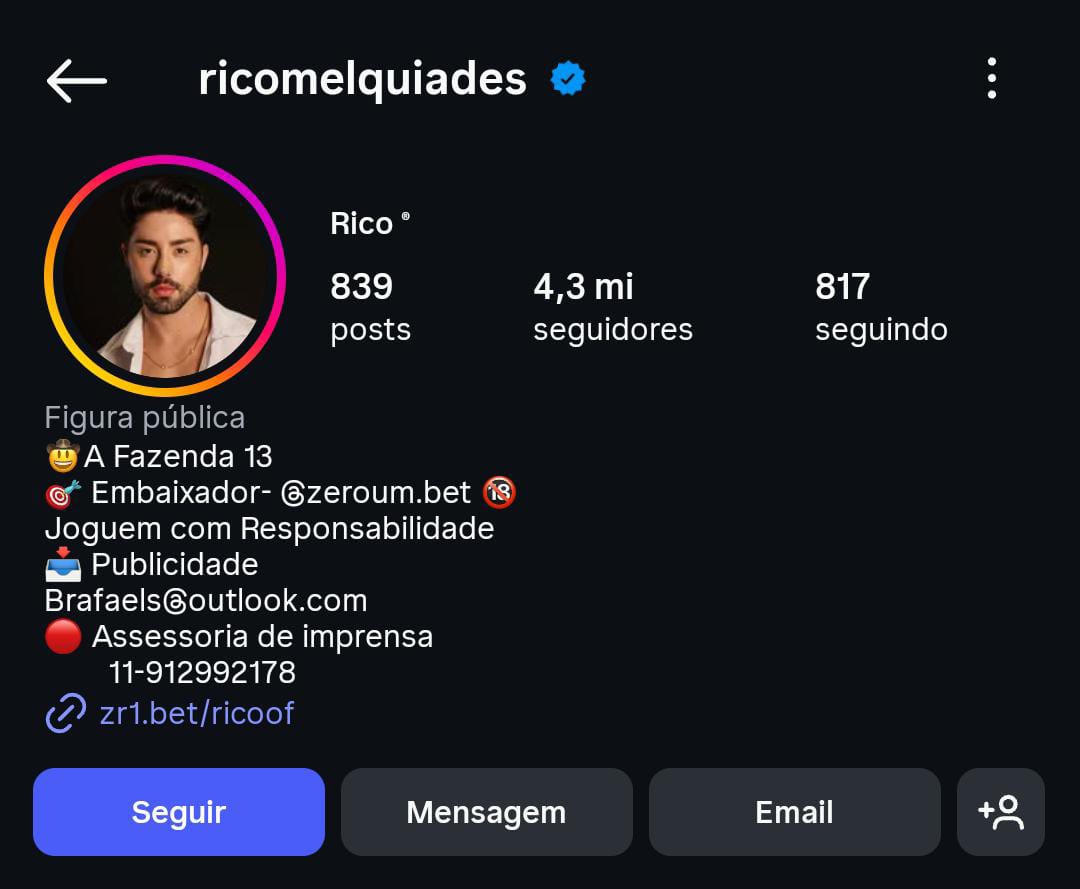 ricomelquiades
Rico ®
839 4,3 mi 817
posts seguidores seguindo
Figura pública
🤠A Fazenda 13
🎯 Embaixador- @zeroum.bet 🔞
Joguem com Responsabilidade
📥 Publicidade
Brafaels@outlook.com
🔴 Assessoria de imprensa
11-912992178
zr1.bet/ricoof
Seguir Mensagem Email